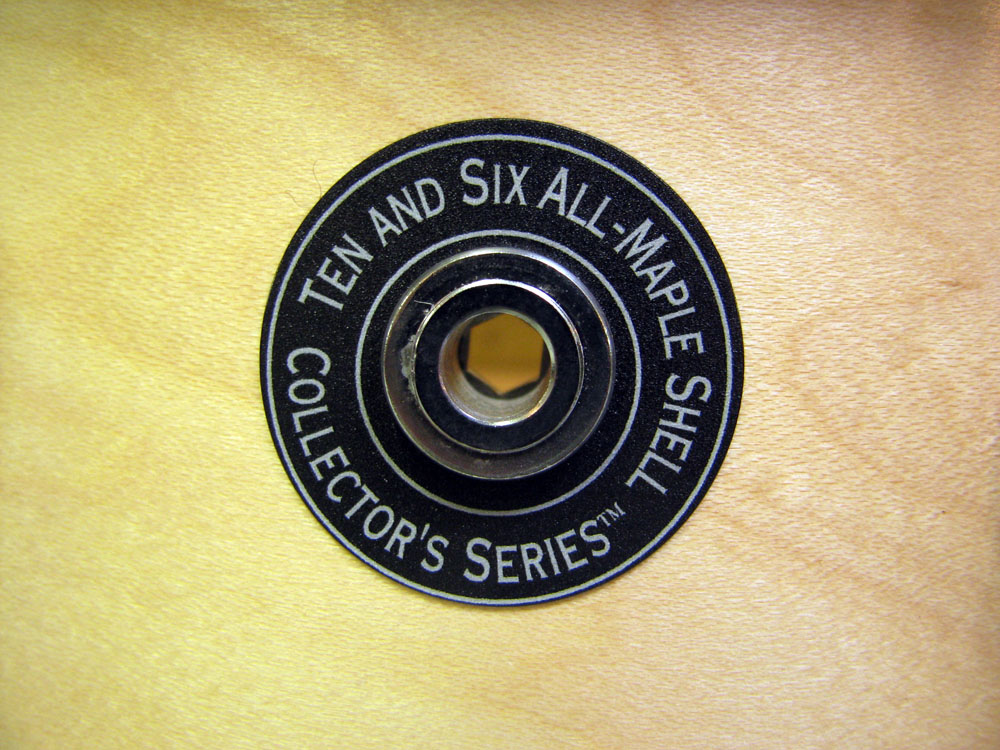 TEN AND SIX ALL-MAPLE SHELL
COLLECTOR'S SERIES™